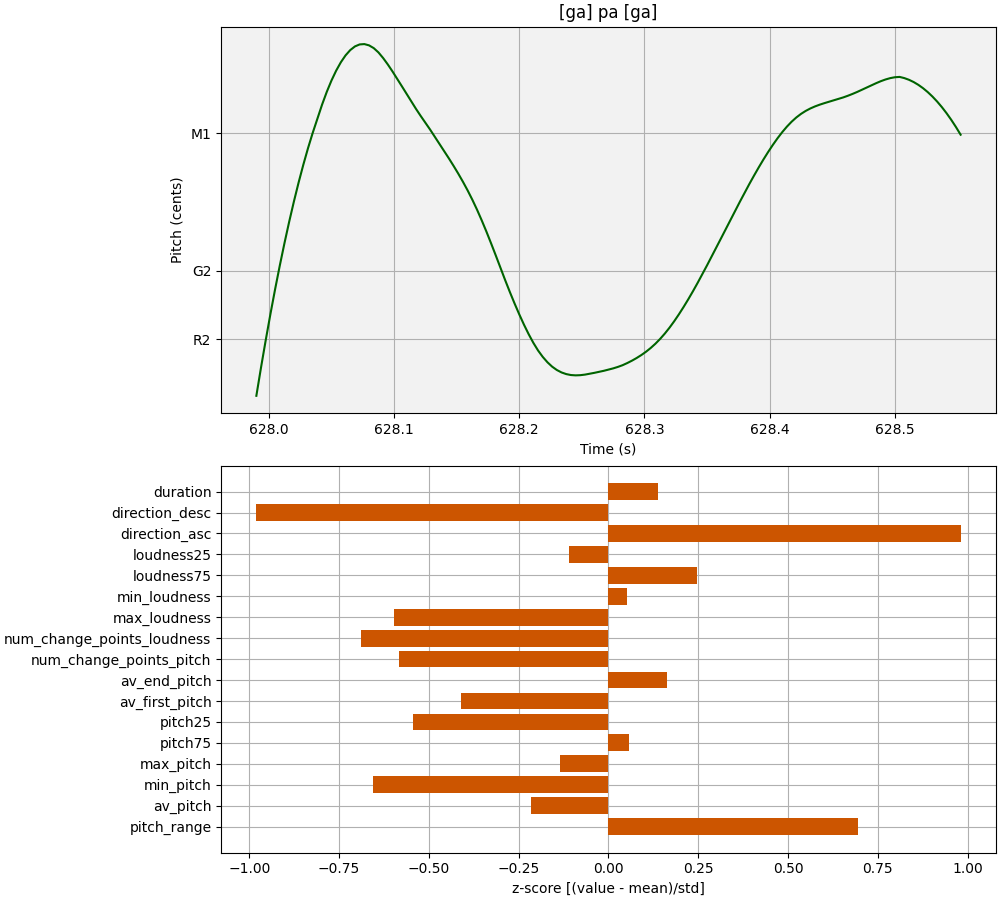 [ga] pa [ga]
Pitch (cents)
M1
G2
R2
628.0 628.1 628.2 628.3 628.4 628.5
Time (s)
duration
direction_desc
direction_asc
loudness25
loudness75
min_loudness
max_loudness
num_change_points_loudness
num_change_points_pitch
av_end_pitch
av_first_pitch
pitch25
pitch75
max_pitch
min_pitch
av_pitch
pitch_range
−1.00 −0.75 −0.50 −0.25 0.00 0.25 0.50 0.75 1.00
z-score [(value - mean)/std]